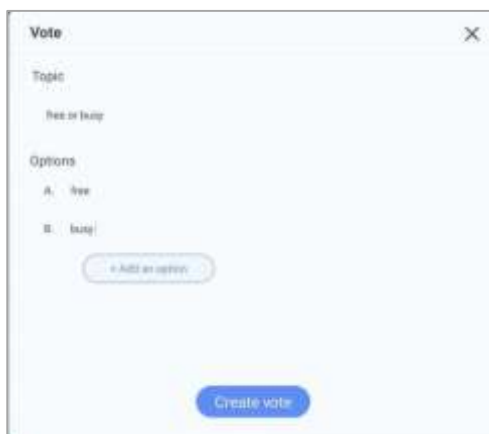 Vote
Topic
free or busy
Options
A. free
B. busy
+ Add an option
Create vote